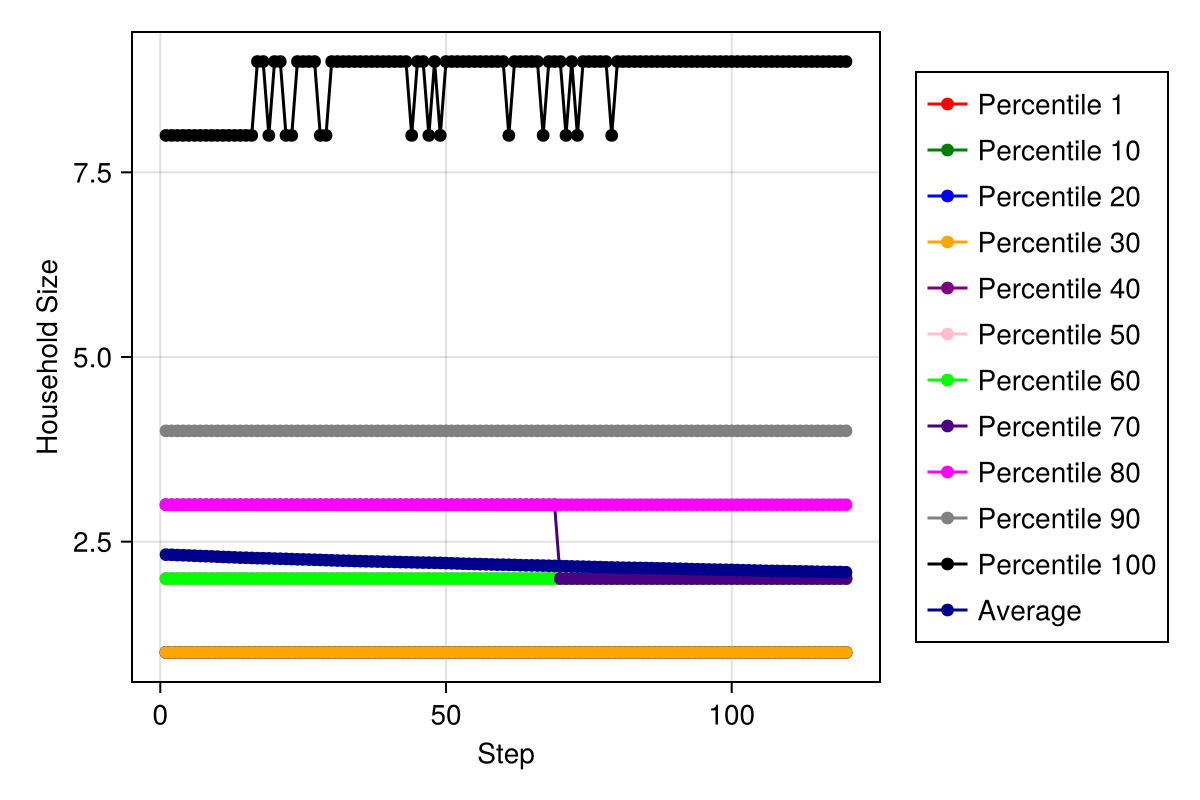 7.5
5.0
2.5
Household Size
0 50 100
Step
Percentile 1
Percentile 10
Percentile 20
Percentile 30
Percentile 40
Percentile 50
Percentile 60
Percentile 70
Percentile 80
Percentile 90
Percentile 100
Average